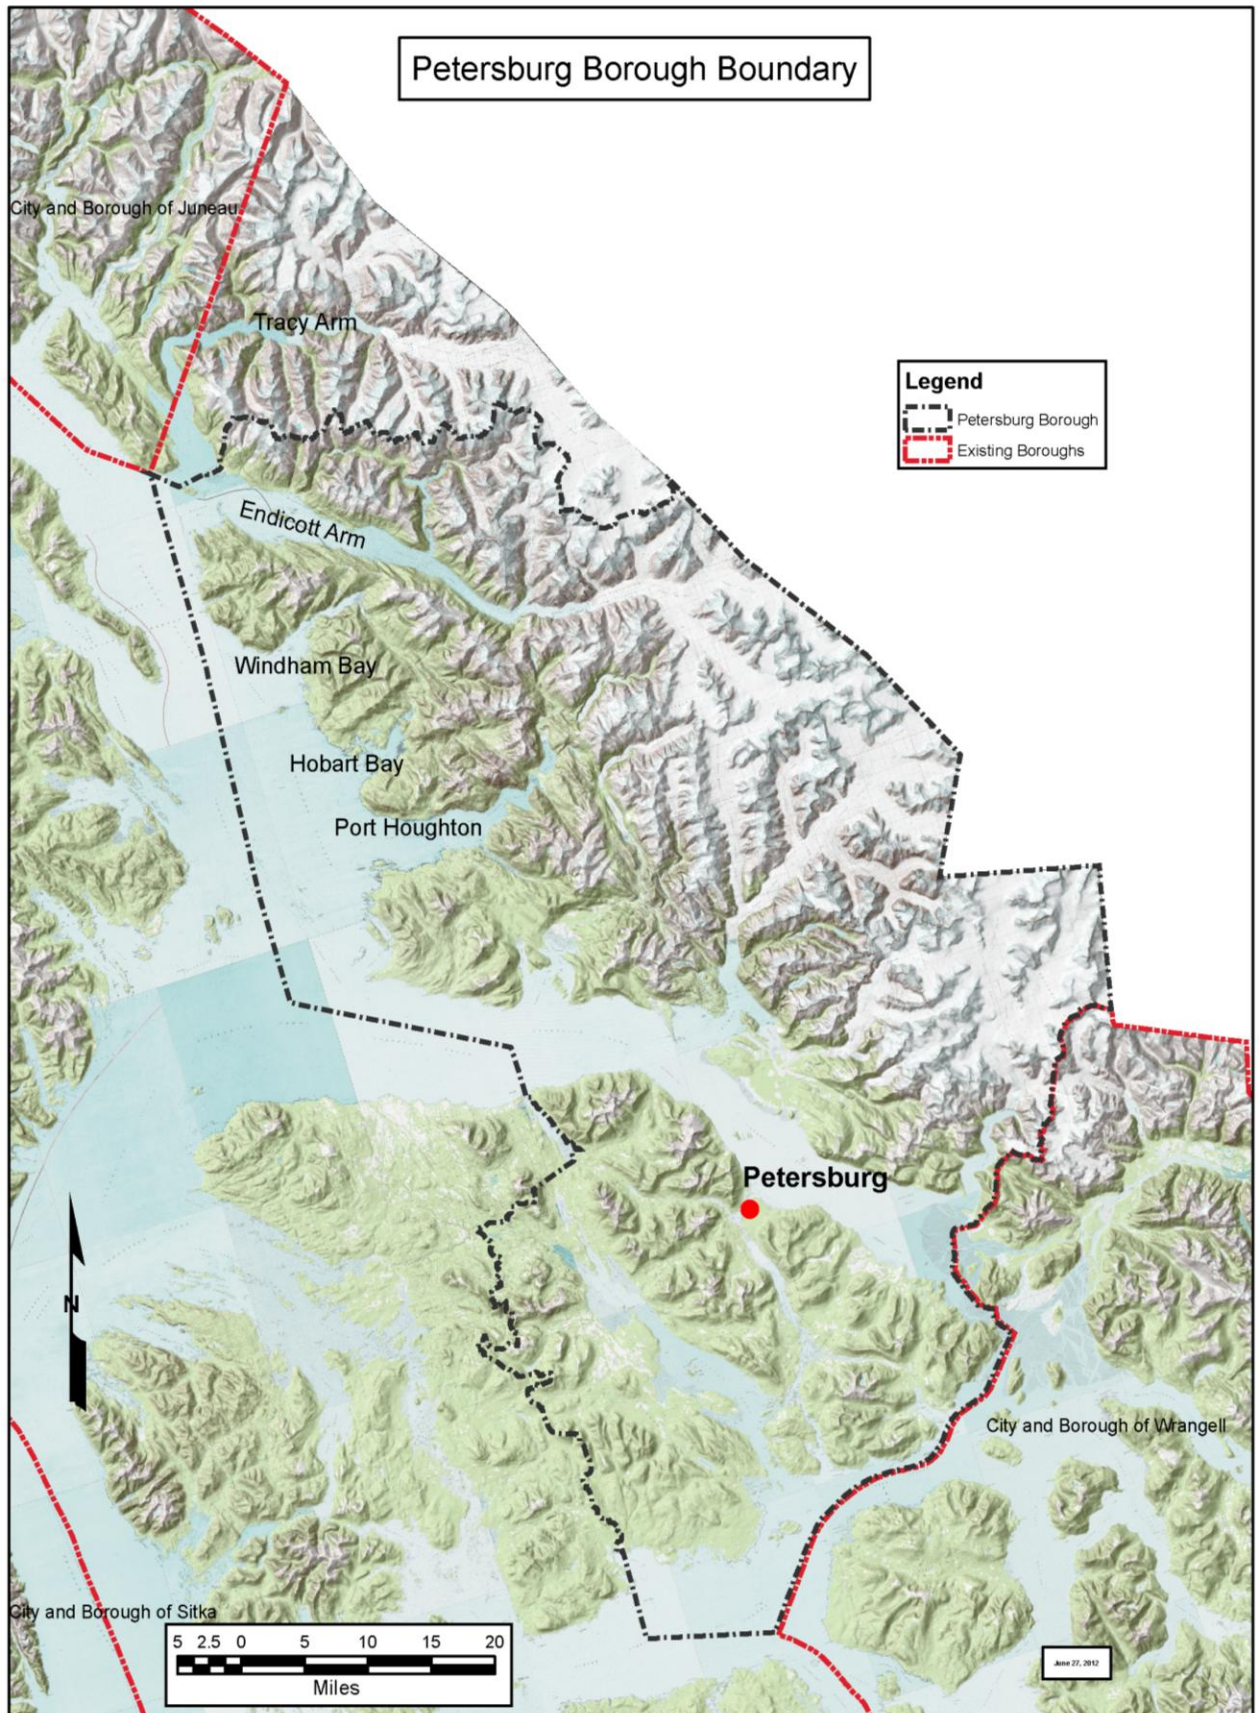 Petersburg Borough Boundary
City and Borough of Juneau
Tracy Arm
Legend
Petersburg Borough
Existing Boroughs
Endicott Arm
Windham Bay
Hobart Bay
Port Houghton
Petersburg
N
City and Borough of Wrangell
City and Borough of Sitka
5 2.5 0 5 10 15 20
Miles
June 27, 2012